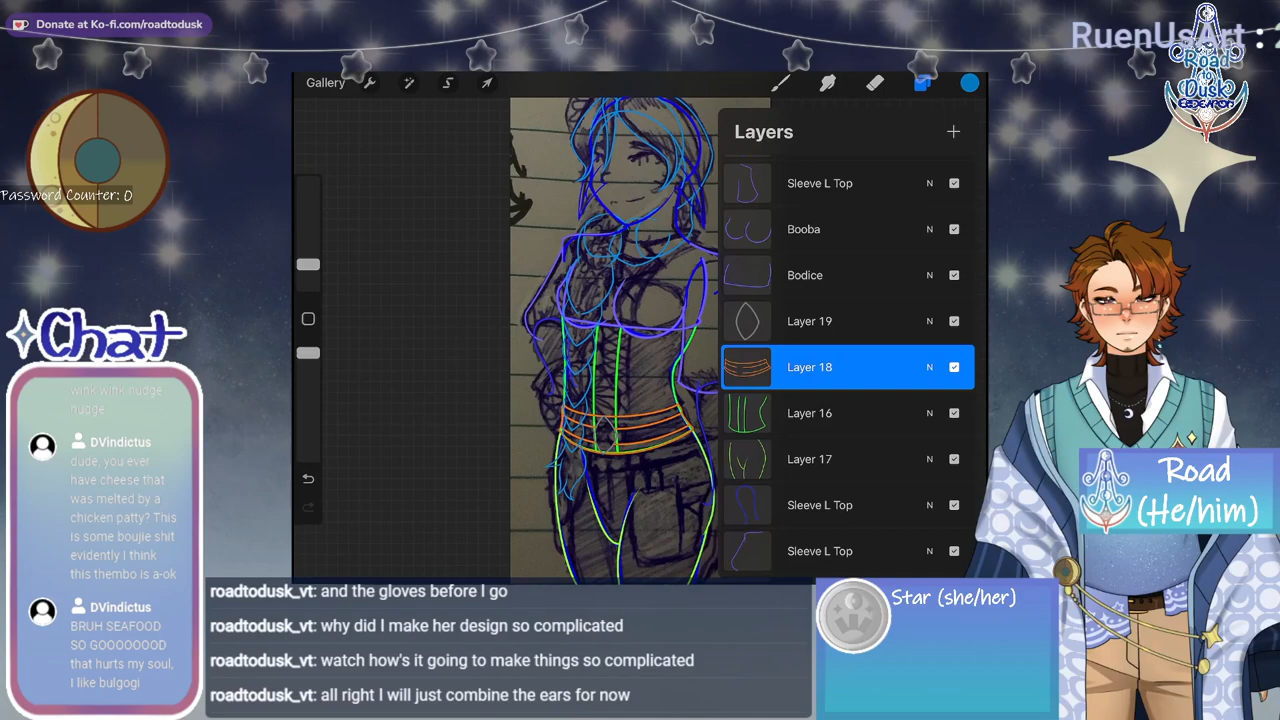 Donate at Ko-fi.com/roadtodusk
RuenUsArt :
Road
to
Dusk
Password Counter: 0
Gallery
Layers
Sleeve L Top
N
Booba
N
Bodice
N
Layer 19
N
Layer 18
N
Layer 16
N
Layer 17
N
Sleeve L Top
N
Sleeve L Top
N
Chat
wink wink nudge
nudge
DVindictus
dude, you ever
have cheese that
was melted by a
chicken patty? This
is some boujie shit
evidently I think
this thembo is a-ok
DVindictus
BRUH SEAFOOD
SO GOOOOOOOD
that hurts my soul,
I like bulgogi
roadtodusk_vt: and the gloves before I go
roadtodusk_vt: why did I make her design so complicated
roadtodusk_vt: watch how's it going to make things so complicated
roadtodusk_vt: all right I will just combine the ears for now
Star (she/her)
Road
(He/him)